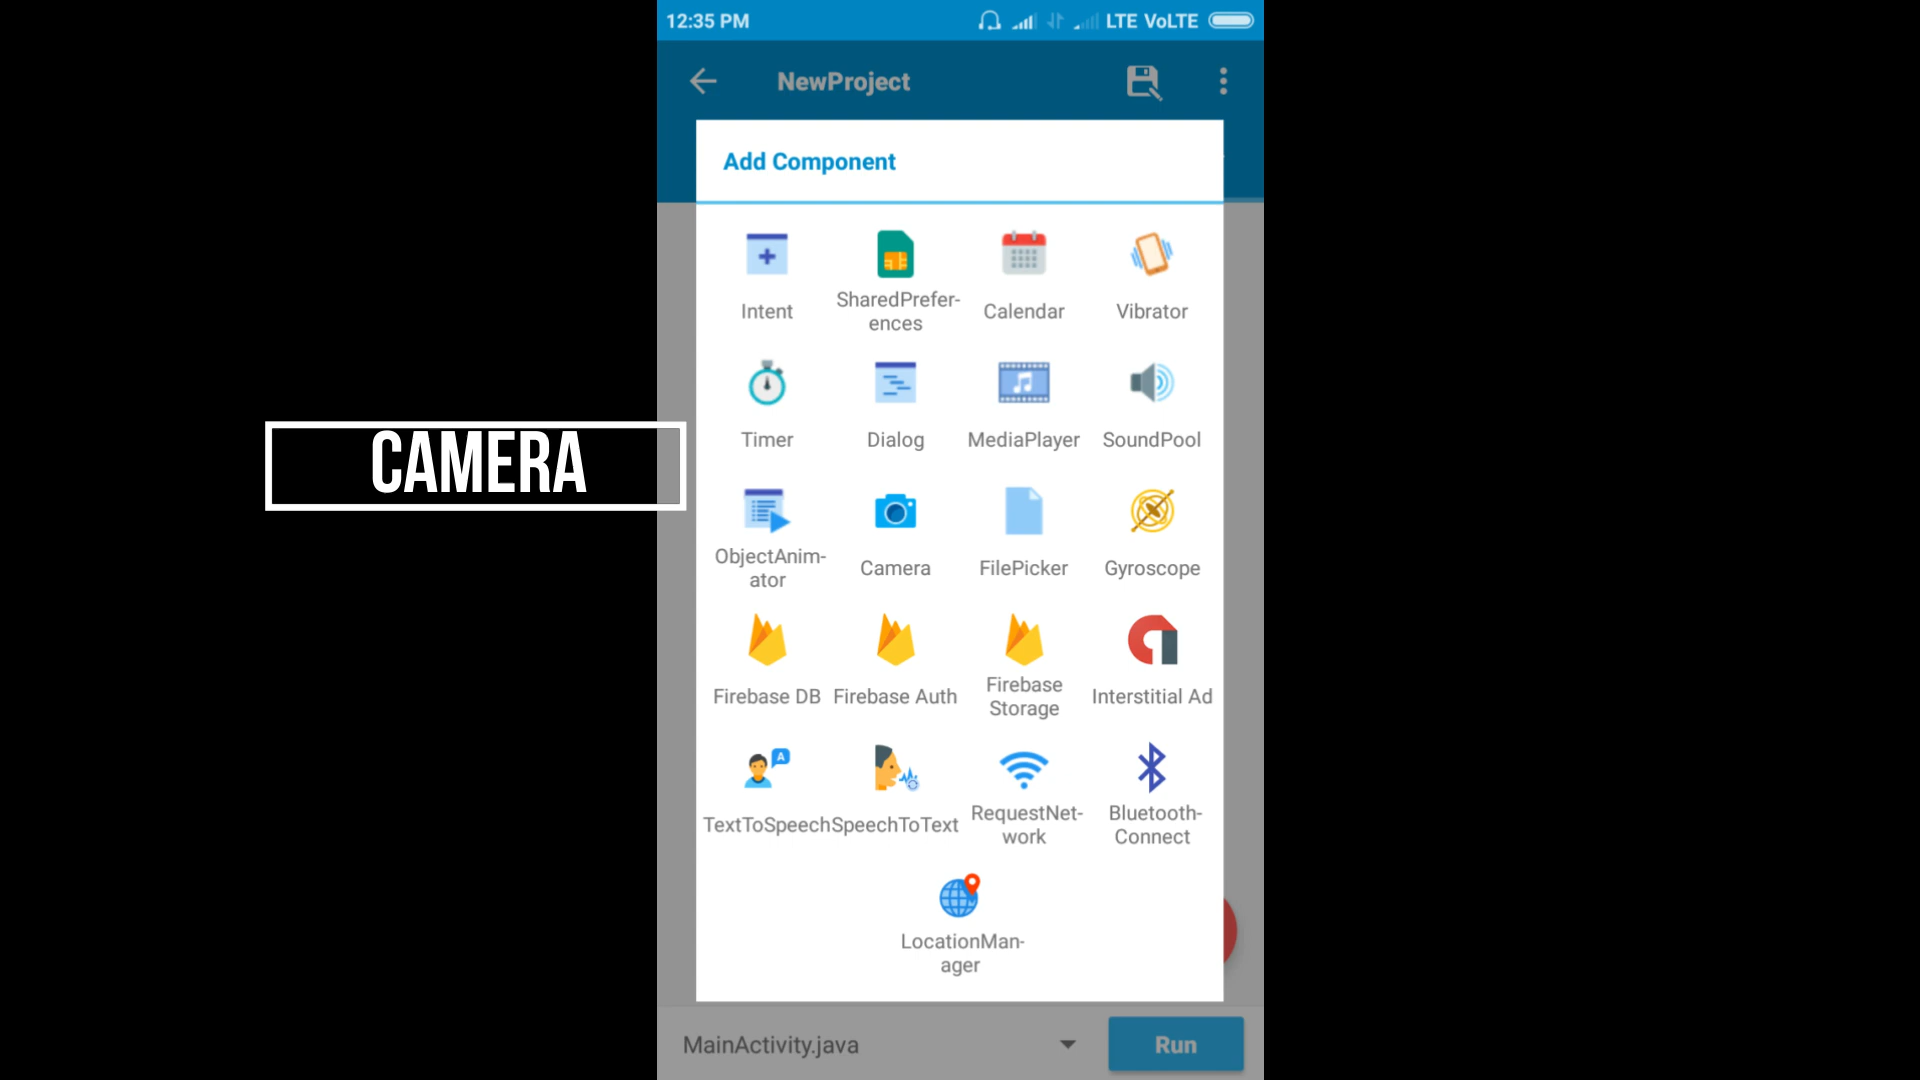 12:35 PM LTE VoLTE
NewProject
Add Component
Intent
SharedPrefer-
ences
Calendar
Vibrator
Timer
Dialog
MediaPlayer
SoundPool
CAMERA
ObjectAnim-
ator
Camera
FilePicker
Gyroscope
Firebase DB
Firebase Auth
Firebase
Storage
Interstitial Ad
A
TextToSpeech
SpeechToText
RequestNet-
work
Bluetooth-
Connect
LocationMan-
ager
MainActivity.java
Run